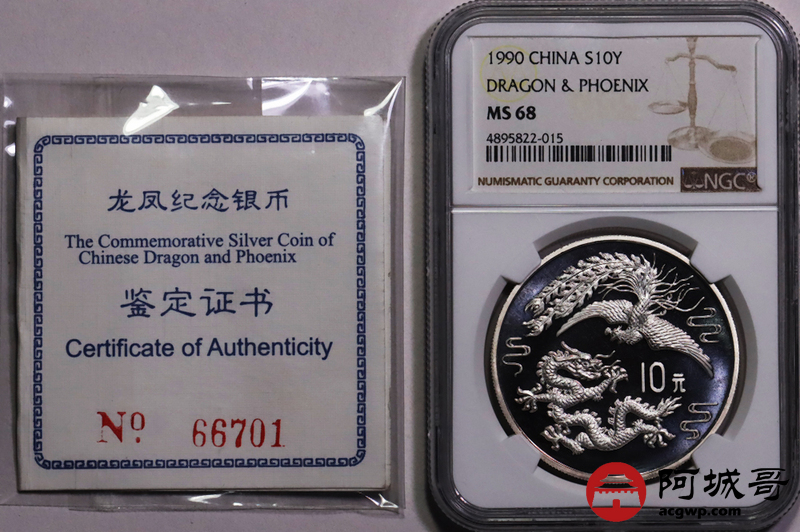 龙凤纪念银币
The Commemorative Silver Coin of
Chinese Dragon and Phoenix
鉴定证书
Certificate of Authenticity
Nº 66701
1990 CHINA S10Y
DRAGON & PHOENIX
MS 68
4895822-015
NUMISMATIC GUARANTY CORPORATION
NGC®
10元
阿城哥
acgwp.com